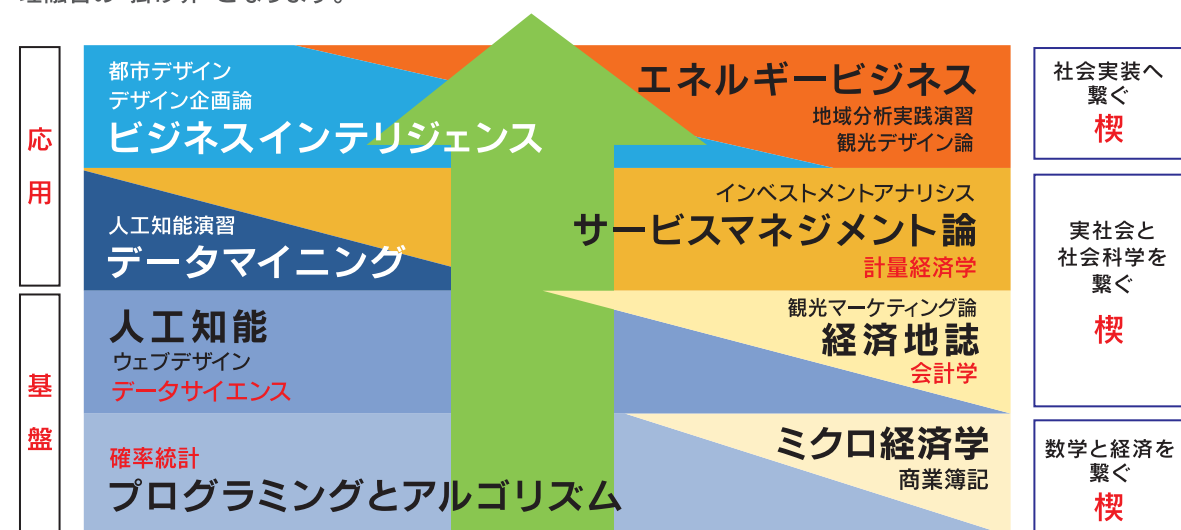 応用
都市デザイン
デザイン企画論
ビジネスインテリジェンス
エネルギービジネス
地域分析実践演習
観光デザイン論
社会実装へ
繋ぐ
楔
人工知能演習
データマイニング
インベストメントアナリシス
サービスマネジメント論
計量経済学
実社会と
社会科学を
繋ぐ
楔
基盤
人工知能
ウェブデザイン
データサイエンス
観光マーケティング論
経済地誌
会計学
確率統計
プログラミングとアルゴリズム
ミクロ経済学
商業簿記
数学と経済を
繋ぐ
楔